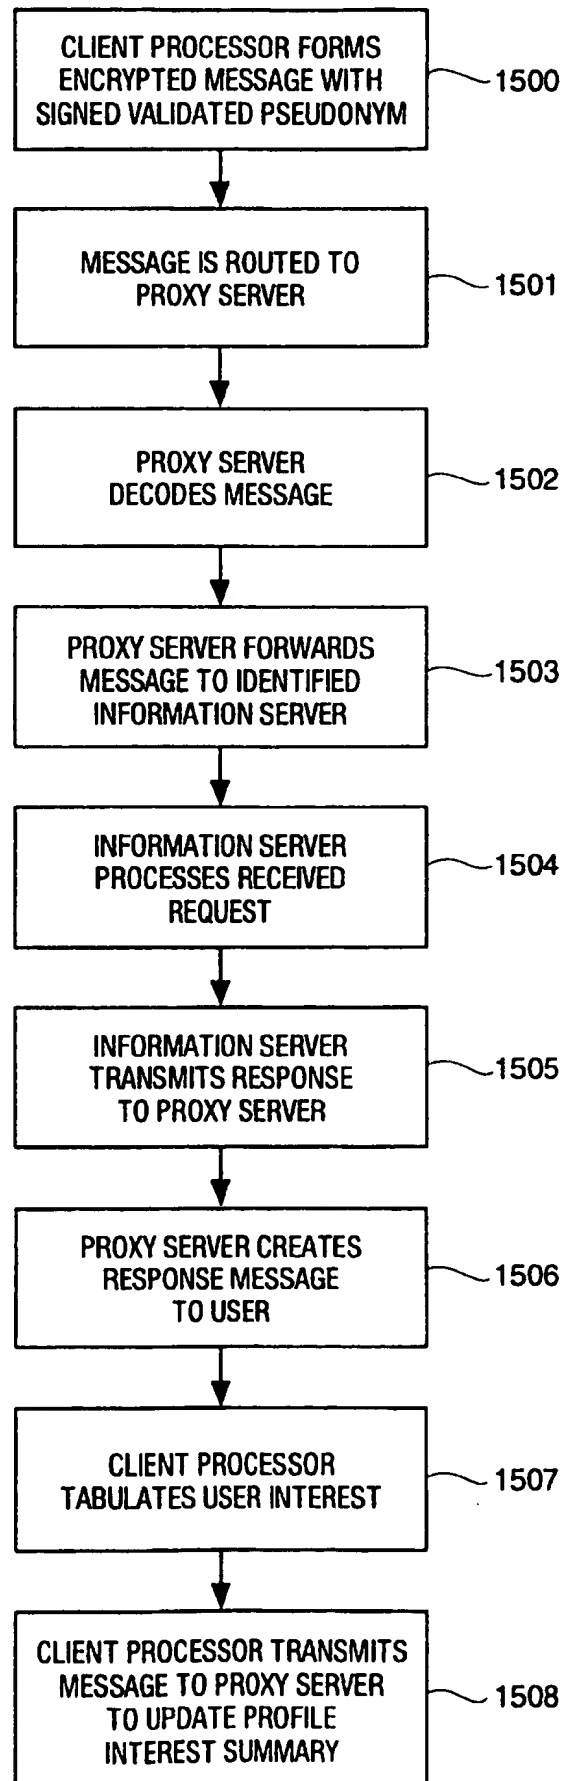 CLIENT PROCESSOR FORMS
ENCRYPTED MESSAGE WITH
SIGNED VALIDATED PSEUDONYM
1500
MESSAGE IS ROUTED TO
PROXY SERVER
1501
PROXY SERVER
DECODES MESSAGE
1502
PROXY SERVER FORWARDS
MESSAGE TO IDENTIFIED
INFORMATION SERVER
1503
INFORMATION SERVER
PROCESSES RECEIVED
REQUEST
1504
INFORMATION SERVER
TRANSMITS RESPONSE
TO PROXY SERVER
1505
PROXY SERVER CREATES
RESPONSE MESSAGE
TO USER
1506
CLIENT PROCESSOR
TABULATES USER INTEREST
1507
CLIENT PROCESSOR TRANSMITS
MESSAGE TO PROXY SERVER
TO UPDATE PROFILE
INTEREST SUMMARY
1508